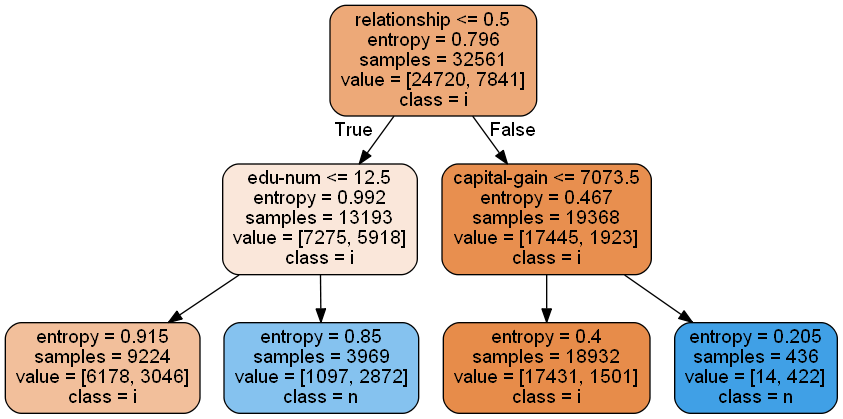 relationship <= 0.5
entropy = 0.796
samples = 32561
value = [24720, 7841]
class = i
True
False
edu-num <= 12.5
entropy = 0.992
samples = 13193
value = [7275, 5918]
class = i
capital-gain <= 7073.5
entropy = 0.467
samples = 19368
value = [17445, 1923]
class = i
entropy = 0.915
samples = 9224
value = [6178, 3046]
class = i
entropy = 0.85
samples = 3969
value = [1097, 2872]
class = n
entropy = 0.4
samples = 18932
value = [17431, 1501]
class = i
entropy = 0.205
samples = 436
value = [14, 422]
class = n